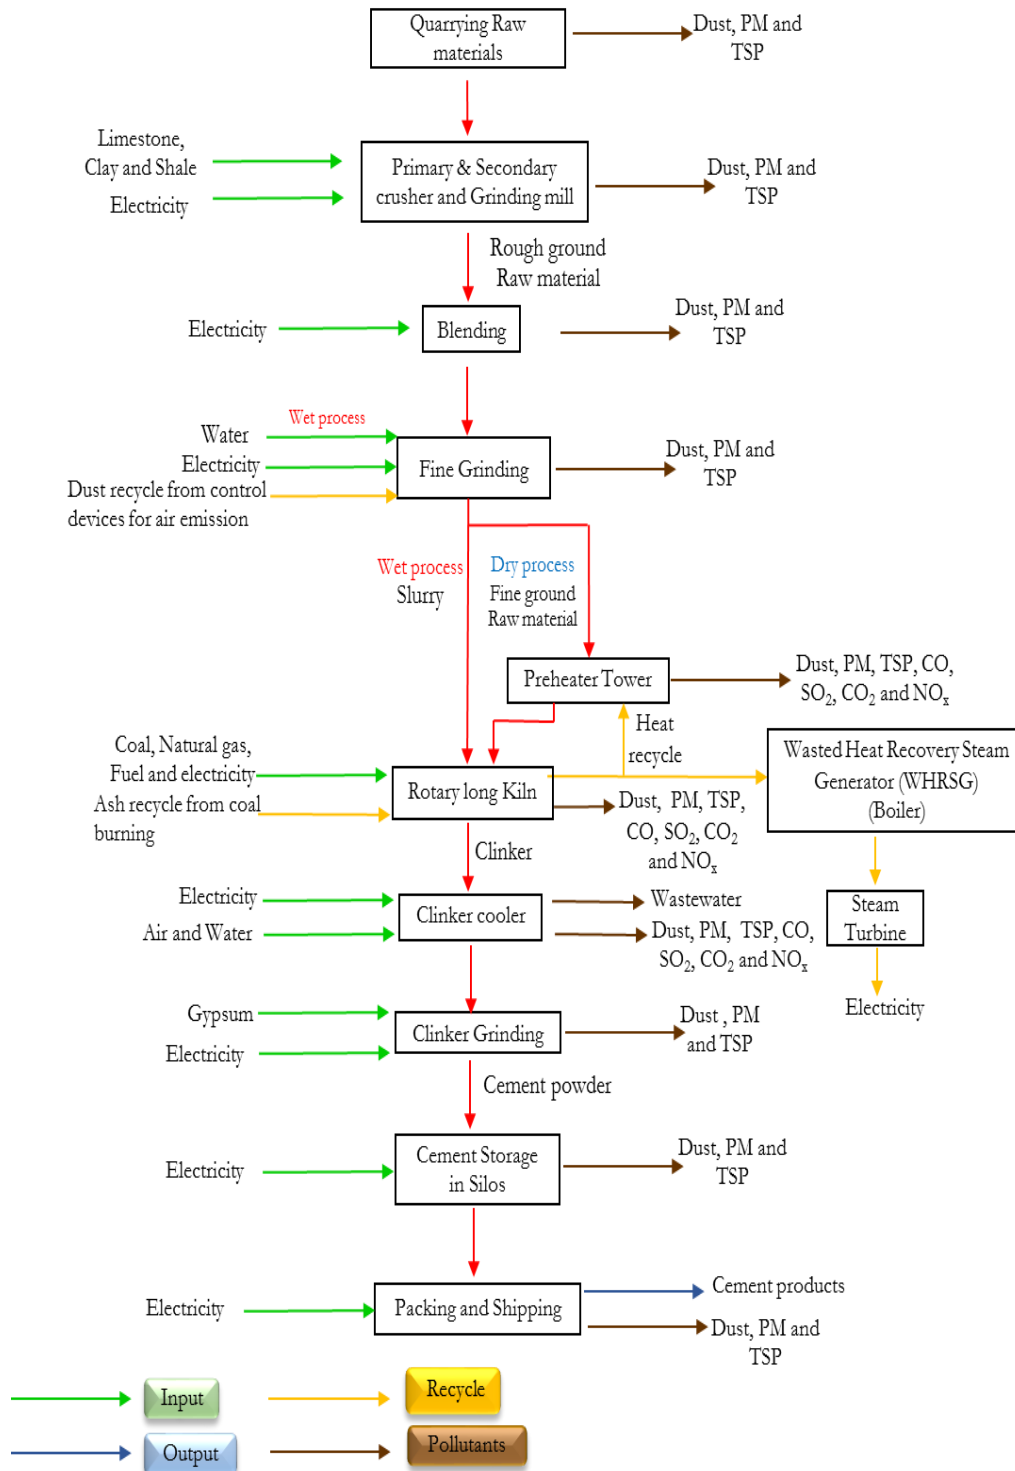 Quarrying Raw
materials
Dust, PM and
TSP
Limestone,
Clay and Shale
Electricity
Primary & Secondary
crusher and Grinding mill
Dust, PM and
TSP
Rough ground
Raw material
Electricity
Blending
Dust, PM and
TSP
Wet process
Water
Electricity
Dust recycle from control
devices for air emission
Fine Grinding
Dust, PM and
TSP
Wet process
Slurry
Dry process
Fine ground
Raw material
Preheater Tower
Dust, PM, TSP, CO,
SO₂, CO₂ and NOₓ
Heat
recycle
Coal, Natural gas,
Fuel and electricity
Ash recycle from coal
burning
Rotary long Kiln
Dust, PM, TSP,
CO, SO₂, CO₂
and NOₓ
Wasted Heat Recovery Steam
Generator (WHRSG)
(Boiler)
Clinker
Electricity
Air and Water
Clinker cooler
Wastewater
Dust, PM, TSP, CO,
SO₂, CO₂ and NOₓ
Steam
Turbine
Electricity
Gypsum
Electricity
Clinker Grinding
Dust , PM
and TSP
Cement powder
Electricity
Cement Storage
in Silos
Dust, PM and
TSP
Electricity
Packing and Shipping
Cement products
Dust, PM and
TSP
Input
Recycle
Output
Pollutants